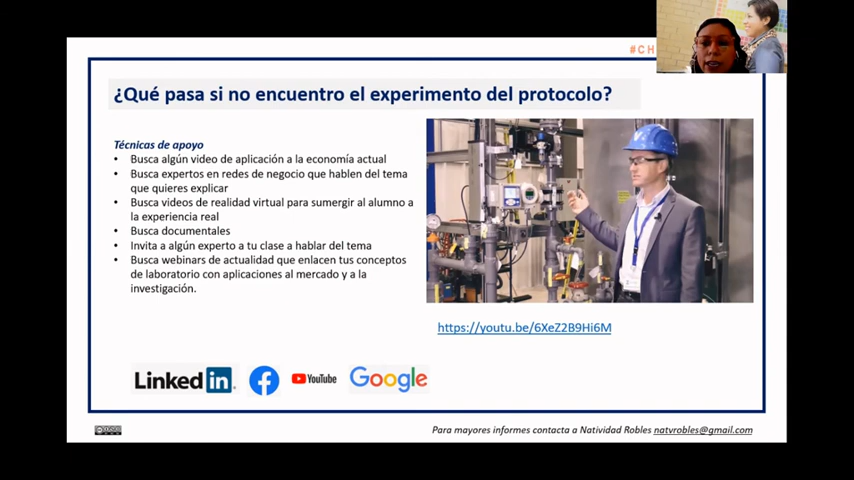 #CH
¿Qué pasa si no encuentro el experimento del protocolo?
Técnicas de apoyo
• Busca algún video de aplicación a la economía actual
• Busca expertos en redes de negocio que hablen del tema
que quieres explicar
• Busca videos de realidad virtual para sumergir al alumno a
la experiencia real
• Busca documentales
• Invita a algún experto a tu clase a hablar del tema
• Busca webinars de actualidad que enlacen tus conceptos
de laboratorio con aplicaciones al mercado y a la
investigación.
https://youtu.be/6XeZ2B9Hi6M
Linked in
YouTube
Google
Para mayores informes contacta a Natividad Robles natvrobles@gmail.com